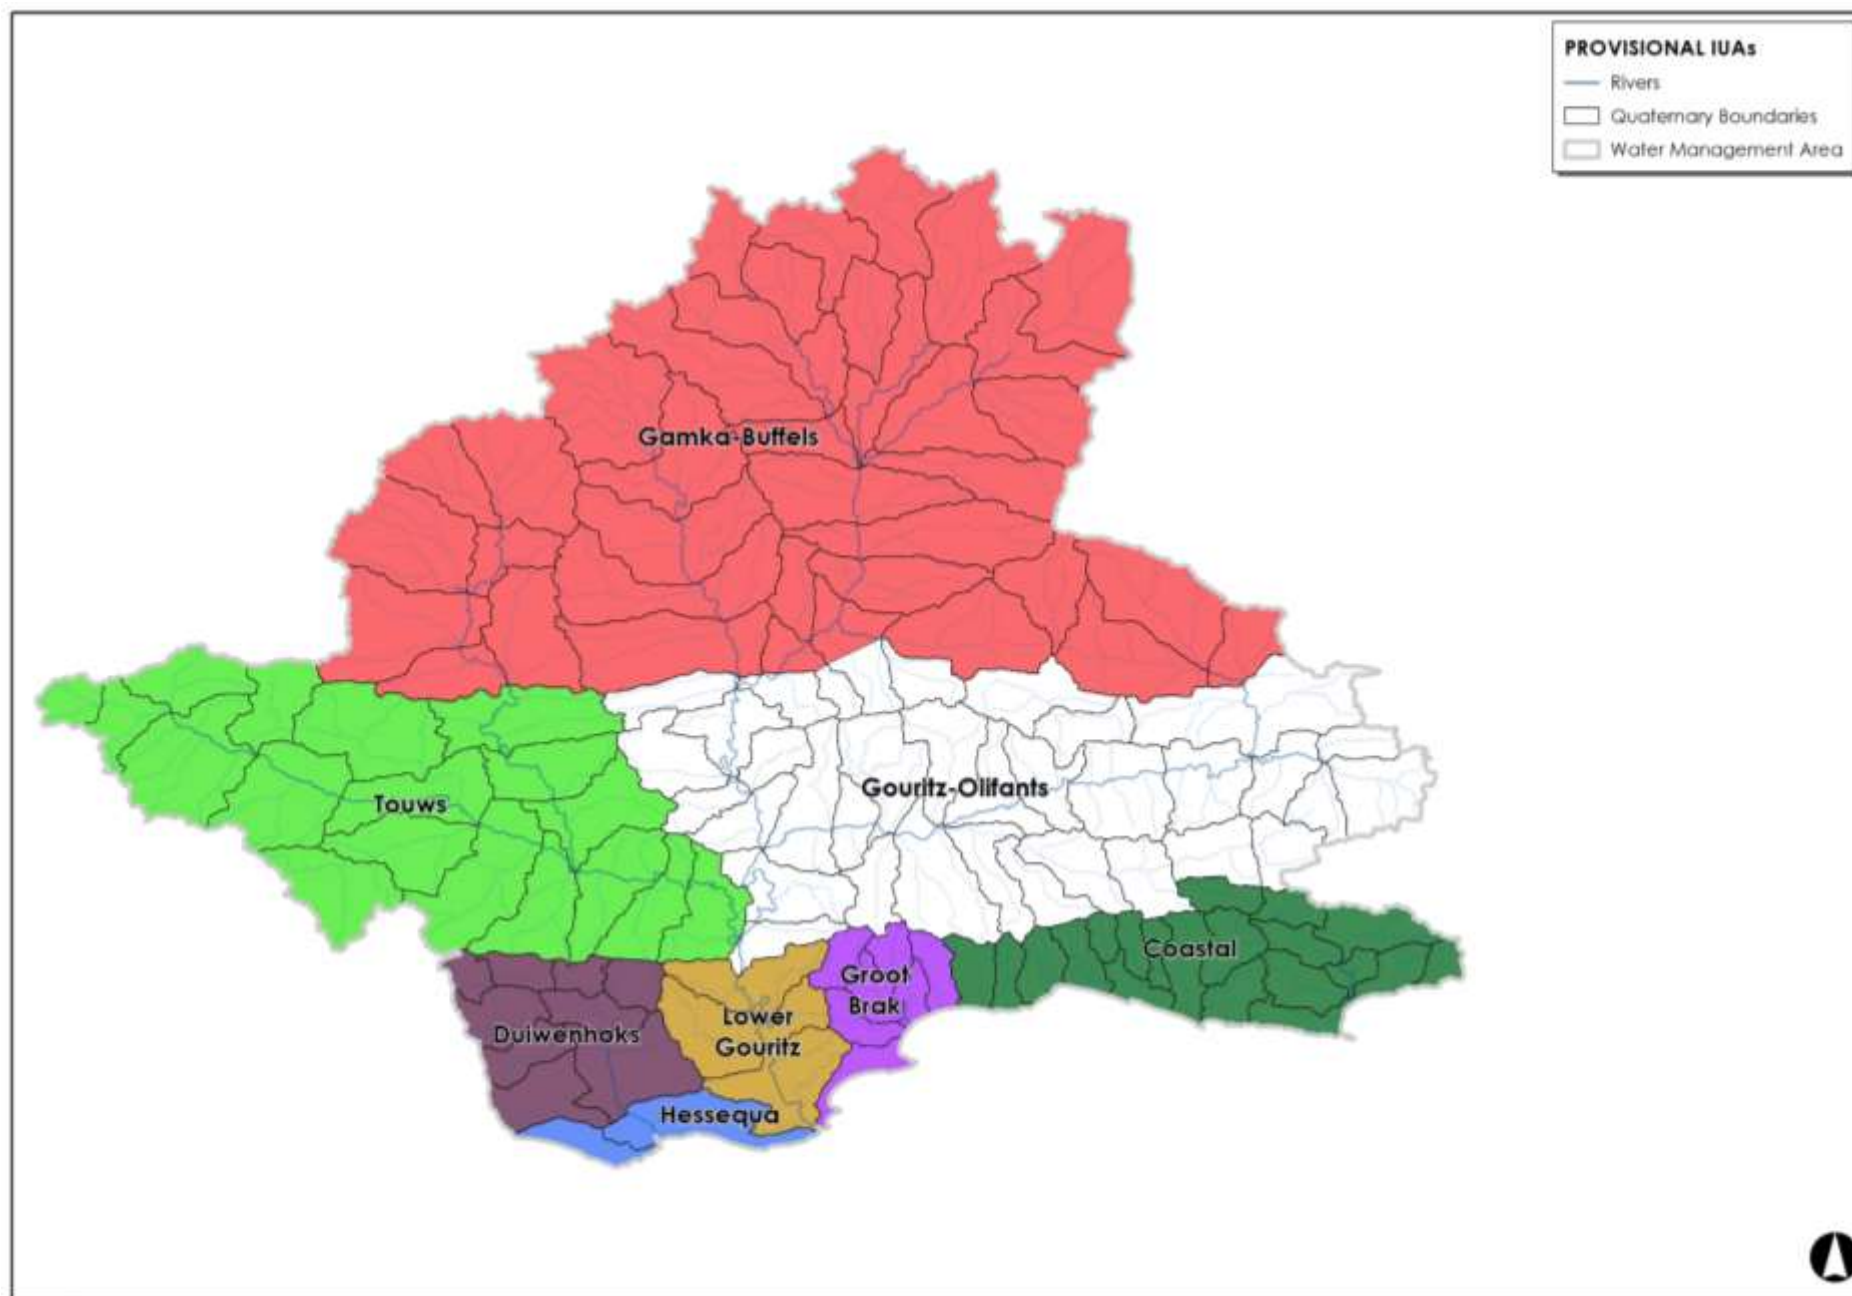 PROVISIONAL IUAs
Rivers
Quaternary Boundaries
Water Management Area
Gamka-Buffels
Touws
Gouritz-Olifants
Coastal
Groot
Brak
Lower
Gouritz
Duiwenhoks
Hessequa